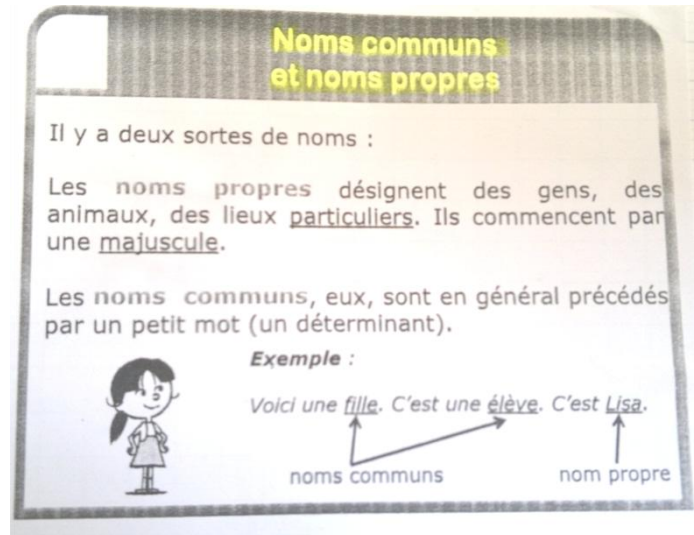 Noms communs
et noms propres
Il y a deux sortes de noms :
Les noms propres désignent des gens, des
animaux, des lieux particuliers. Ils commencent par
une majuscule.
Les noms communs, eux, sont en général précédés
par un petit mot (un déterminant).
Exemple :
Voici une fille. C'est une élève. C'est Lisa.
noms communs nom propre